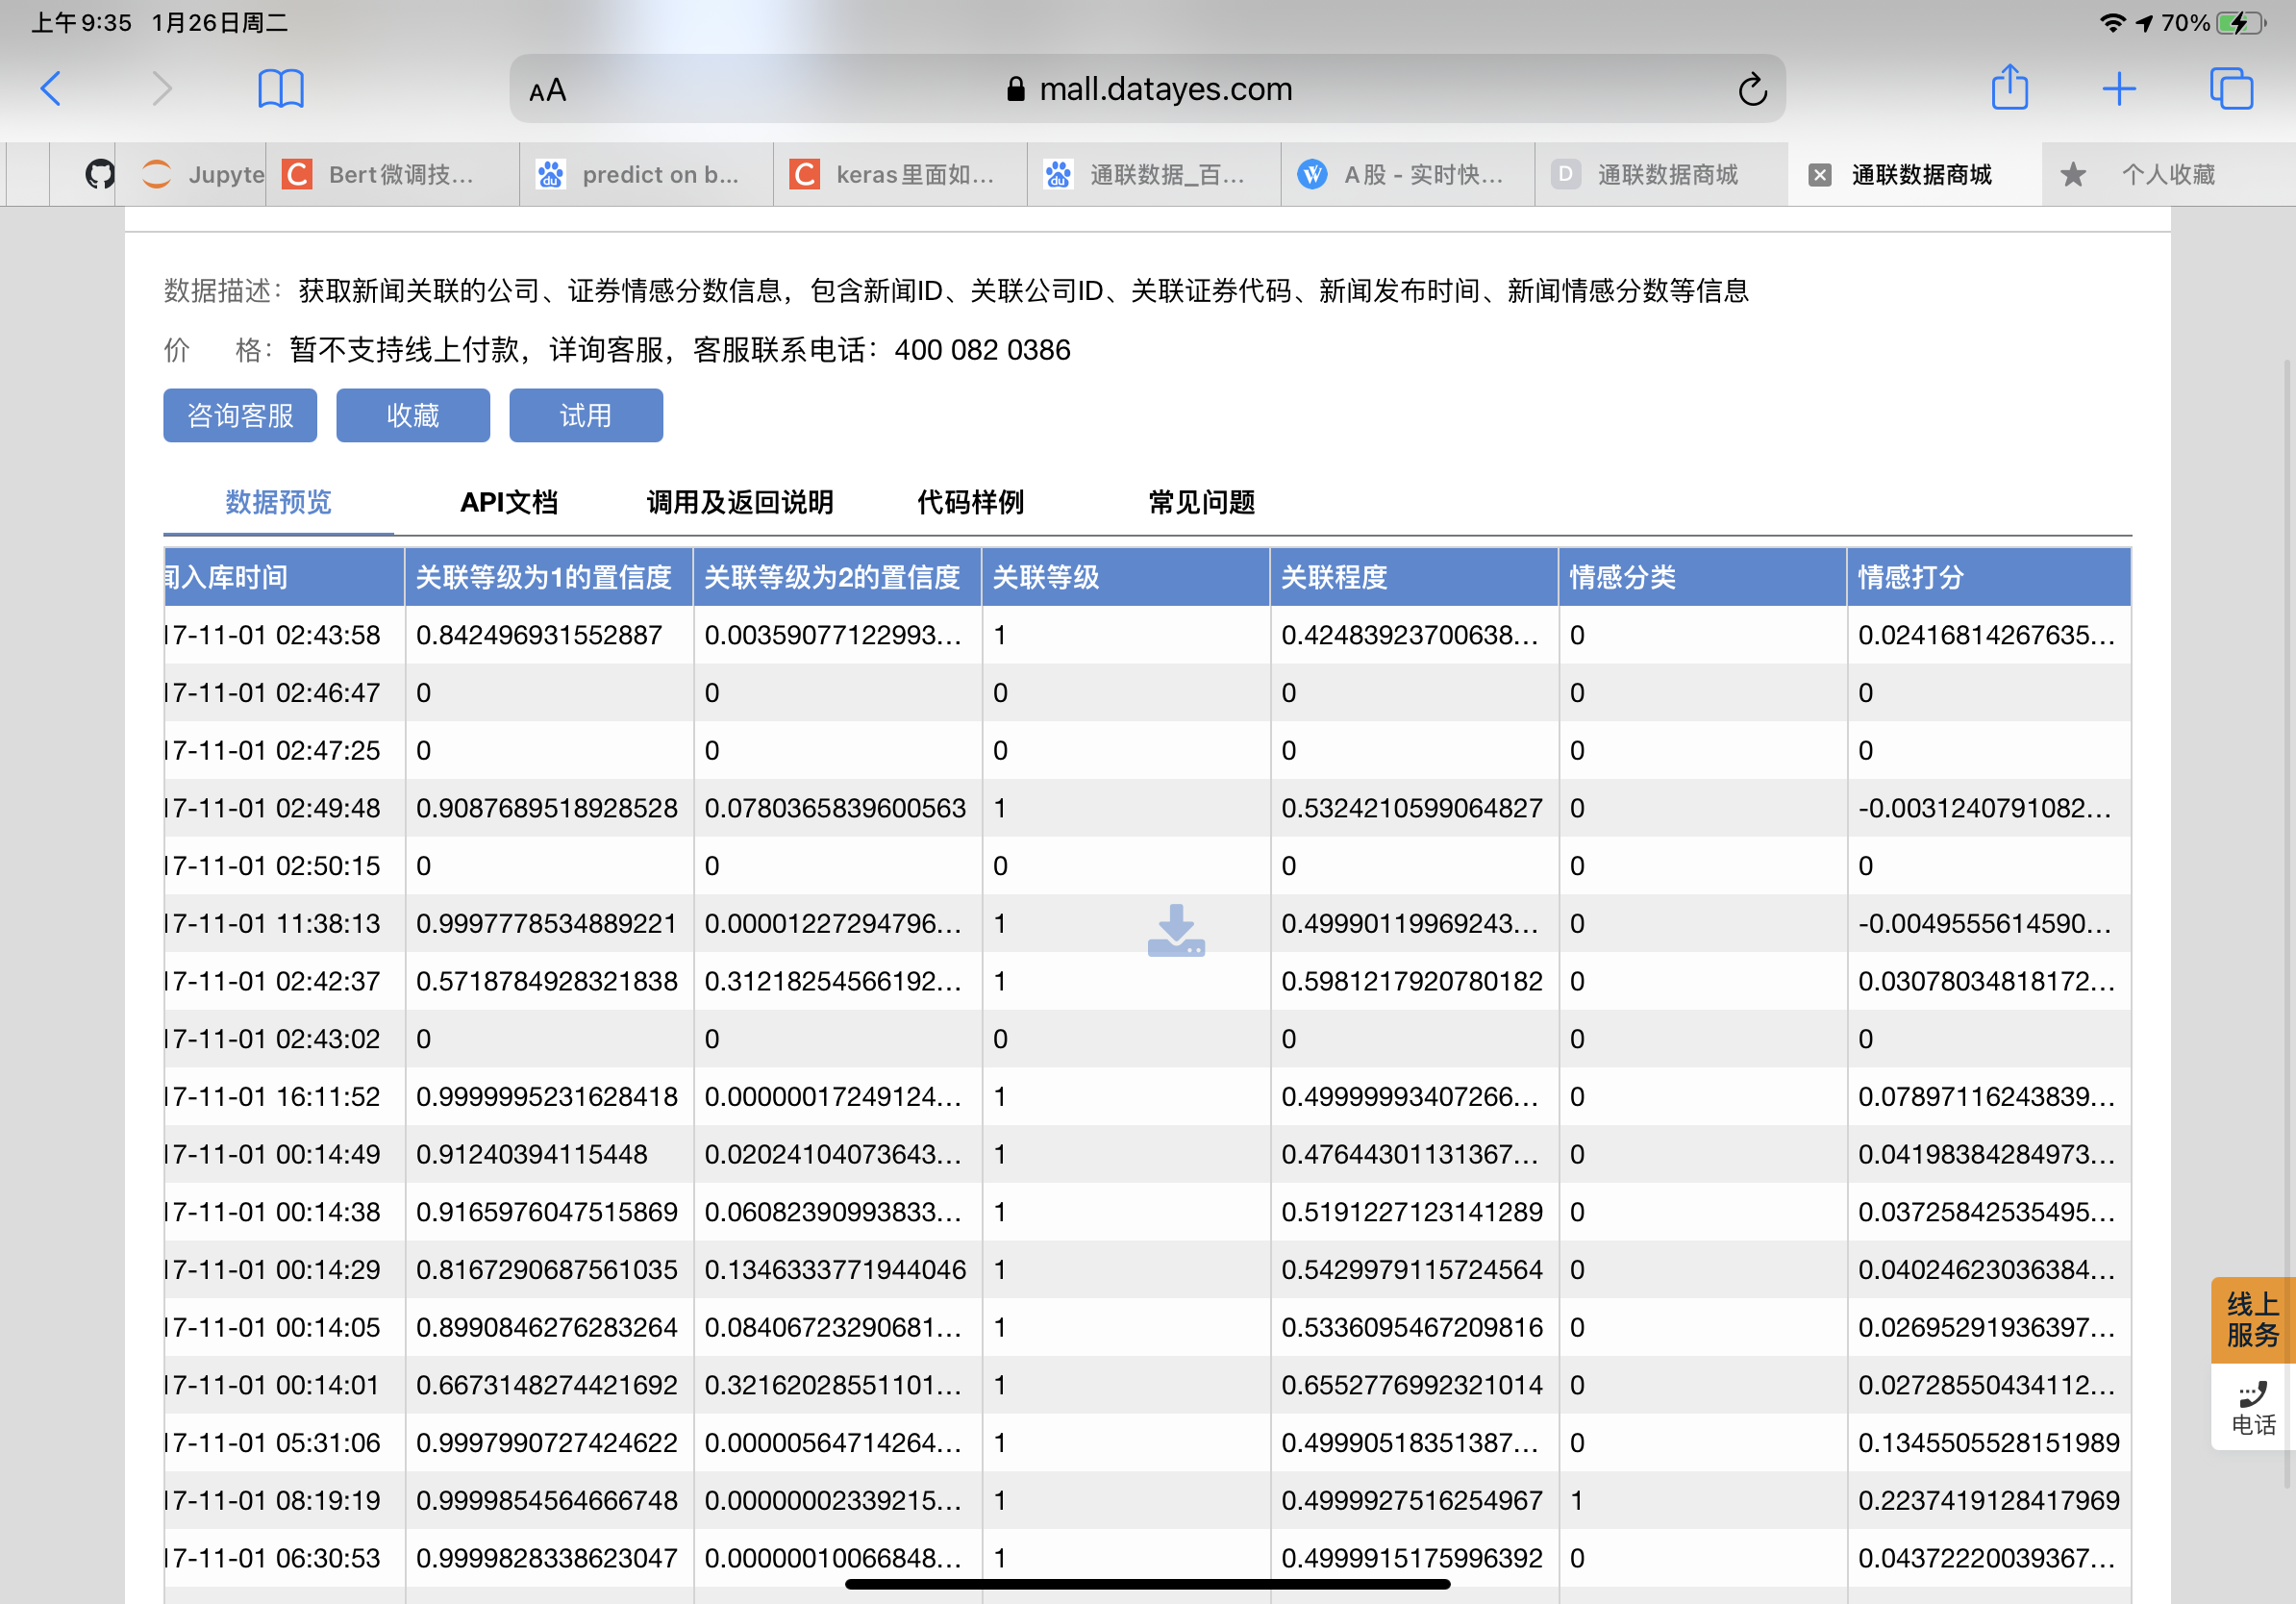 上午9:35 1月26日周二
70%
AA
mall.datayes.com
Jupyte
Bert微调技...
predict on b...
keras里面如...
通联数据_百...
A股 - 实时快...
通联数据商城
通联数据商城
个人收藏
数据描述：获取新闻关联的公司、证券情感分数信息，包含新闻ID、关联公司ID、关联证券代码、新闻发布时间、新闻情感分数等信息
价 格：暂不支持线上付款，详询客服，客服联系电话：400 082 0386
咨询客服 收藏 试用
数据预览 API文档 调用及返回说明 代码样例 常见问题
闻入库时间 关联等级为1的置信度 关联等级为2的置信度 关联等级 关联程度 情感分类 情感打分
17-11-01 02:43:58 0.842496931552887 0.00359077122993... 1 0.42483923700638... 0 0.02416814267635...
17-11-01 02:46:47 0 0 0 0 0 0
17-11-01 02:47:25 0 0 0 0 0 0
17-11-01 02:49:48 0.9087689518928528 0.0780365839600563 1 0.5324210599064827 0 -0.0031240791082...
17-11-01 02:50:15 0 0 0 0 0 0
17-11-01 11:38:13 0.9997778534889221 0.00001227294796... 1 0.49990119969243... 0 -0.0049555614590...
17-11-01 02:42:37 0.5718784928321838 0.31218254566192... 1 0.5981217920780182 0 0.03078034818172...
17-11-01 02:43:02 0 0 0 0 0 0
17-11-01 16:11:52 0.9999995231628418 0.00000017249124... 1 0.49999993407266... 0 0.07897116243839...
17-11-01 00:14:49 0.91240394115448 0.02024104073643... 1 0.47644301131367... 0 0.04198384284973...
17-11-01 00:14:38 0.9165976047515869 0.06082390993833... 1 0.5191227123141289 0 0.03725842535495...
17-11-01 00:14:29 0.8167290687561035 0.1346333771944046 1 0.5429979115724564 0 0.04024623036384...
17-11-01 00:14:05 0.8990846276283264 0.08406723290681... 1 0.5336095467209816 0 0.02695291936397...
17-11-01 00:14:01 0.6673148274421692 0.32162028551101... 1 0.6552776992321014 0 0.02728550434112...
17-11-01 05:31:06 0.9997990727424622 0.00000564714264... 1 0.49990518351387... 0 0.1345505528151989
17-11-01 08:19:19 0.9999854564666748 0.00000002339215... 1 0.4999927516254967 1 0.2237419128417969
17-11-01 06:30:53 0.9999828338623047 0.00000010066848... 1 0.4999915175996392 0 0.04372220039367...
线上
服务
电话